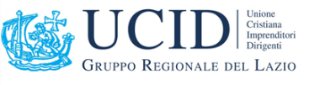 UCID
Unione
Cristiana
Imprenditori
Dirigenti
Gruppo Regionale del Lazio